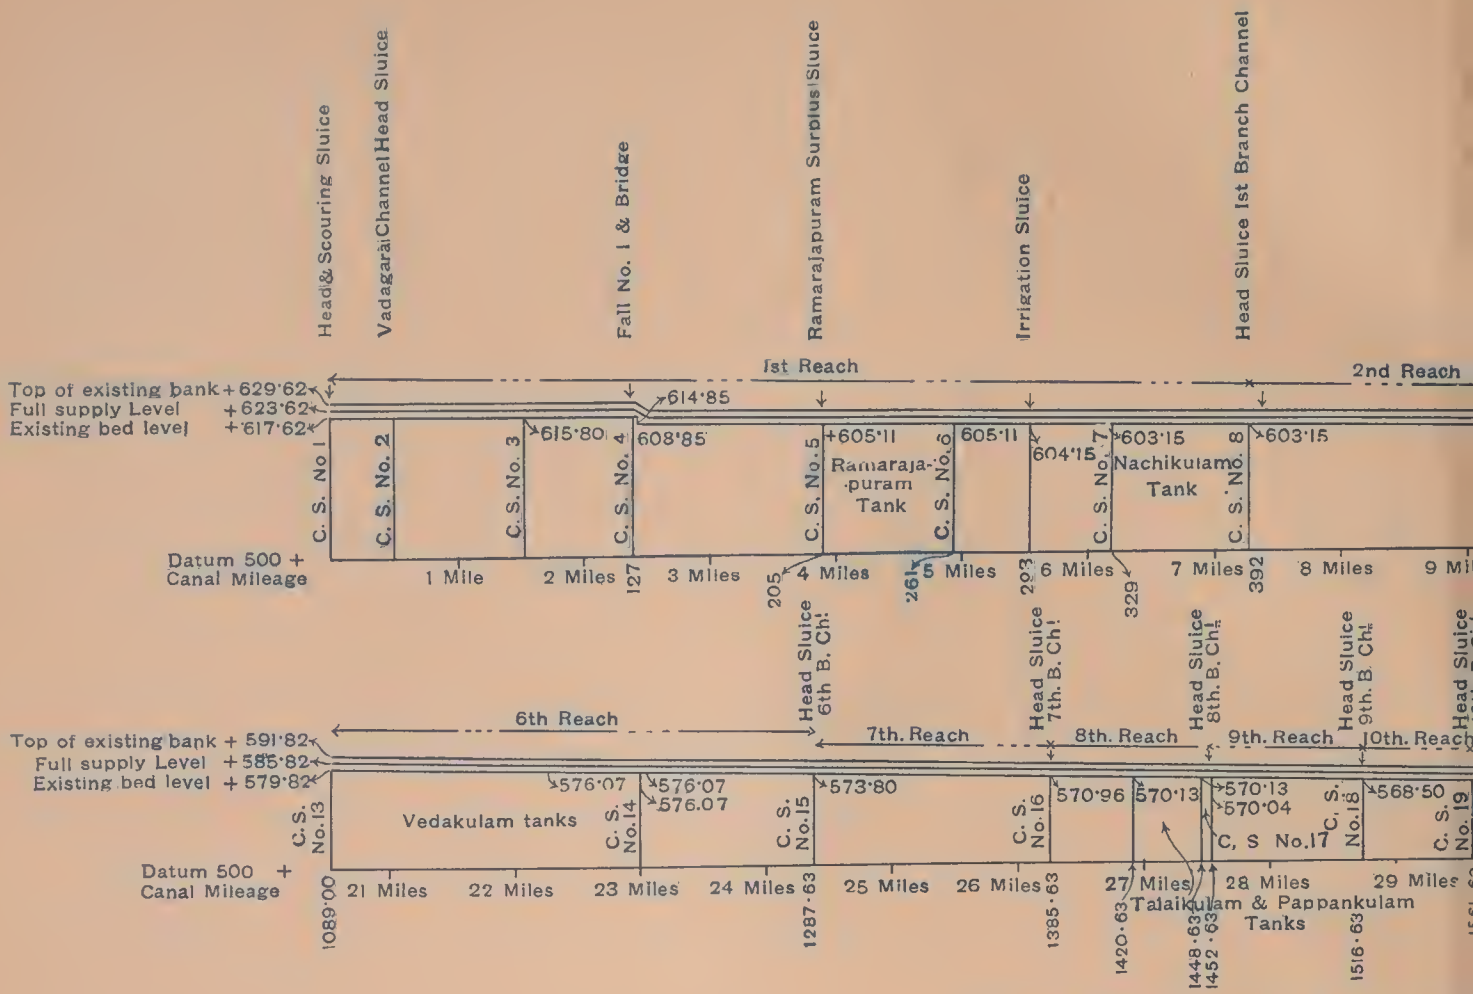 Head & Scouring Sluice
Vadagarai Channel Head Sluice
Fall No. 1 & Bridge
Ramarajapuram Surplus Sluice
Irrigation Sluice
Head Sluice 1st Branch Channel
1st Reach
2nd Reach
Top of existing bank + 629·62
Full supply Level + 623·62
Existing bed level + 617·62
614·85
C. S. No 1
C. S. No. 2
C. S. No. 3
615·80
C. S. No. 4
608·85
C. S. No. 5
+605·11
Ramaraja-
puram
Tank
C. S. No. 6
605·11
604·15
C. S. No. 7
603·15
Nachikulam
Tank
C. S. No. 8
603·15
Datum 500 +
Canal Mileage
1 Mile
2 Miles
127
3 Miles
205
4 Miles
261
5 Miles
293
6 Miles
329
7 Miles
392
8 Miles
9
Head Sluice
6th B. Chl.
Head Sluice
7th. B. Chl.
Head Sluice
8th. B. Chl.
Head Sluice
9th. B. Chl.
Head Sluice
6th Reach
7th. Reach
8th. Reach
9th. Reach
10th. Reach
Top of existing bank + 591·82
Full supply Level + 585·82
Existing bed level + 579·82
C. S.
No. 13
Vedakulam tanks
576·07
C. S.
No. 14
576·07
576.07
C. S.
No. 15
573·80
C. S.
No. 16
570·96
570·13
570·13
570·04
C, S No. 17
C. S.
No. 18
568·50
C. S.
No. 19
Datum 500 +
Canal Mileage
1089·00
21 Miles
22 Miles
23 Miles
24 Miles
1287·63
25 Miles
26 Miles
1385·63
1420·63
27 Miles
1448·63
1452·63
28 Miles
1516·63
29 Miles
Talaikulam & Pappankulam
Tanks